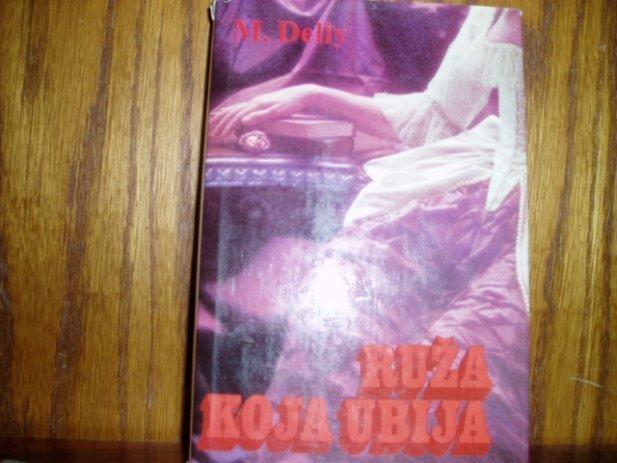 M. Delly
RUŽA
KOJA UBIJA